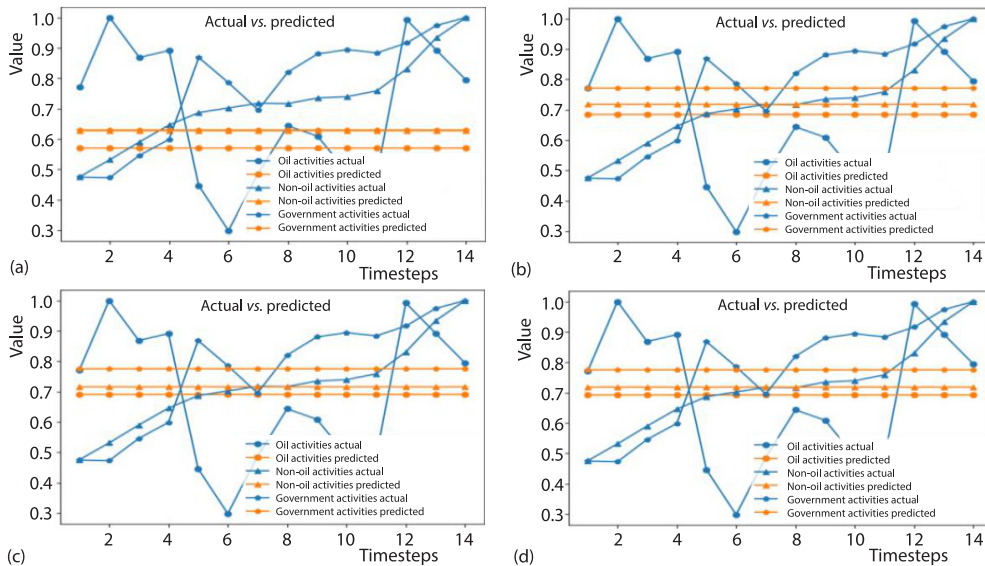 Actual vs. predicted
Value
1.0
0.9
0.8
0.7
0.6
0.5
0.4
0.3
Oil activities actual
Oil activities predicted
Non-oil activities actual
Non-oil activities predicted
Government activities actual
Government activities predicted
2 4 6 8 10 12 14
Timesteps
(a)
Actual vs. predicted
Value
1.0
0.9
0.8
0.7
0.6
0.5
0.4
0.3
Oil activities actual
Oil activities predicted
Non-oil activities actual
Non-oil activities predicted
Government activities actual
Government activities predicted
2 4 6 8 10 12 14
Timesteps
(b)
Actual vs. predicted
Value
1.0
0.9
0.8
0.7
0.6
0.5
0.4
0.3
Oil activities actual
Oil activities predicted
Non-oil activities actual
Non-oil activities predicted
Government activities actual
Government activities predicted
2 4 6 8 10 12 14
Timesteps
(c)
Actual vs. predicted
Value
1.0
0.9
0.8
0.7
0.6
0.5
0.4
0.3
Oil activities actual
Oil activities predicted
Non-oil activities actual
Non-oil activities predicted
Government activities actual
Government activities predicted
2 4 6 8 10 12 14
Timesteps
(d)